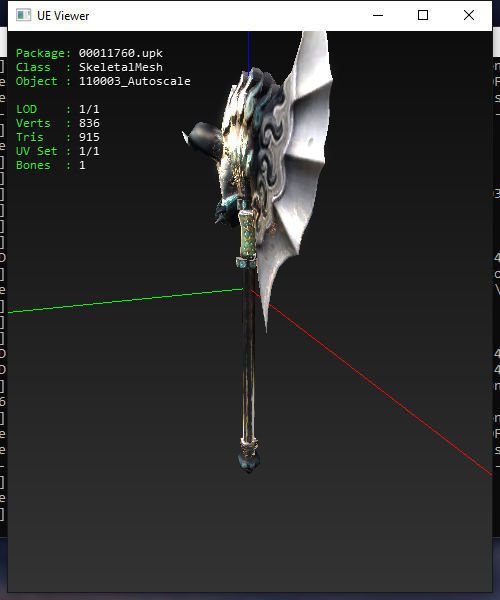 UE Viewer
Package: 00011760.upk
Class  : SkeletalMesh
Object : 110003_Autoscale
LOD    : 1/1
Verts  : 836
Tris   : 915
UV Set : 1/1
Bones  : 1